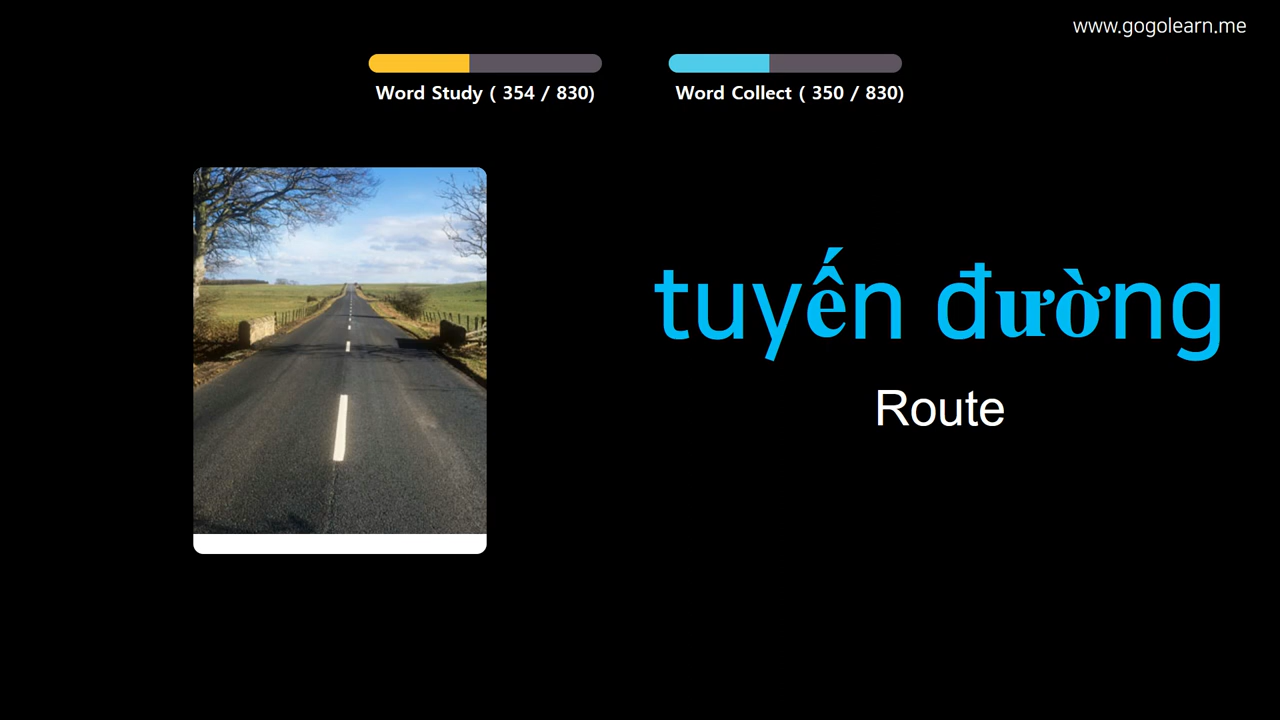 www.gogolearn.me
Word Study ( 354 / 830)
Word Collect ( 350 / 830)
tuyến đường
Route